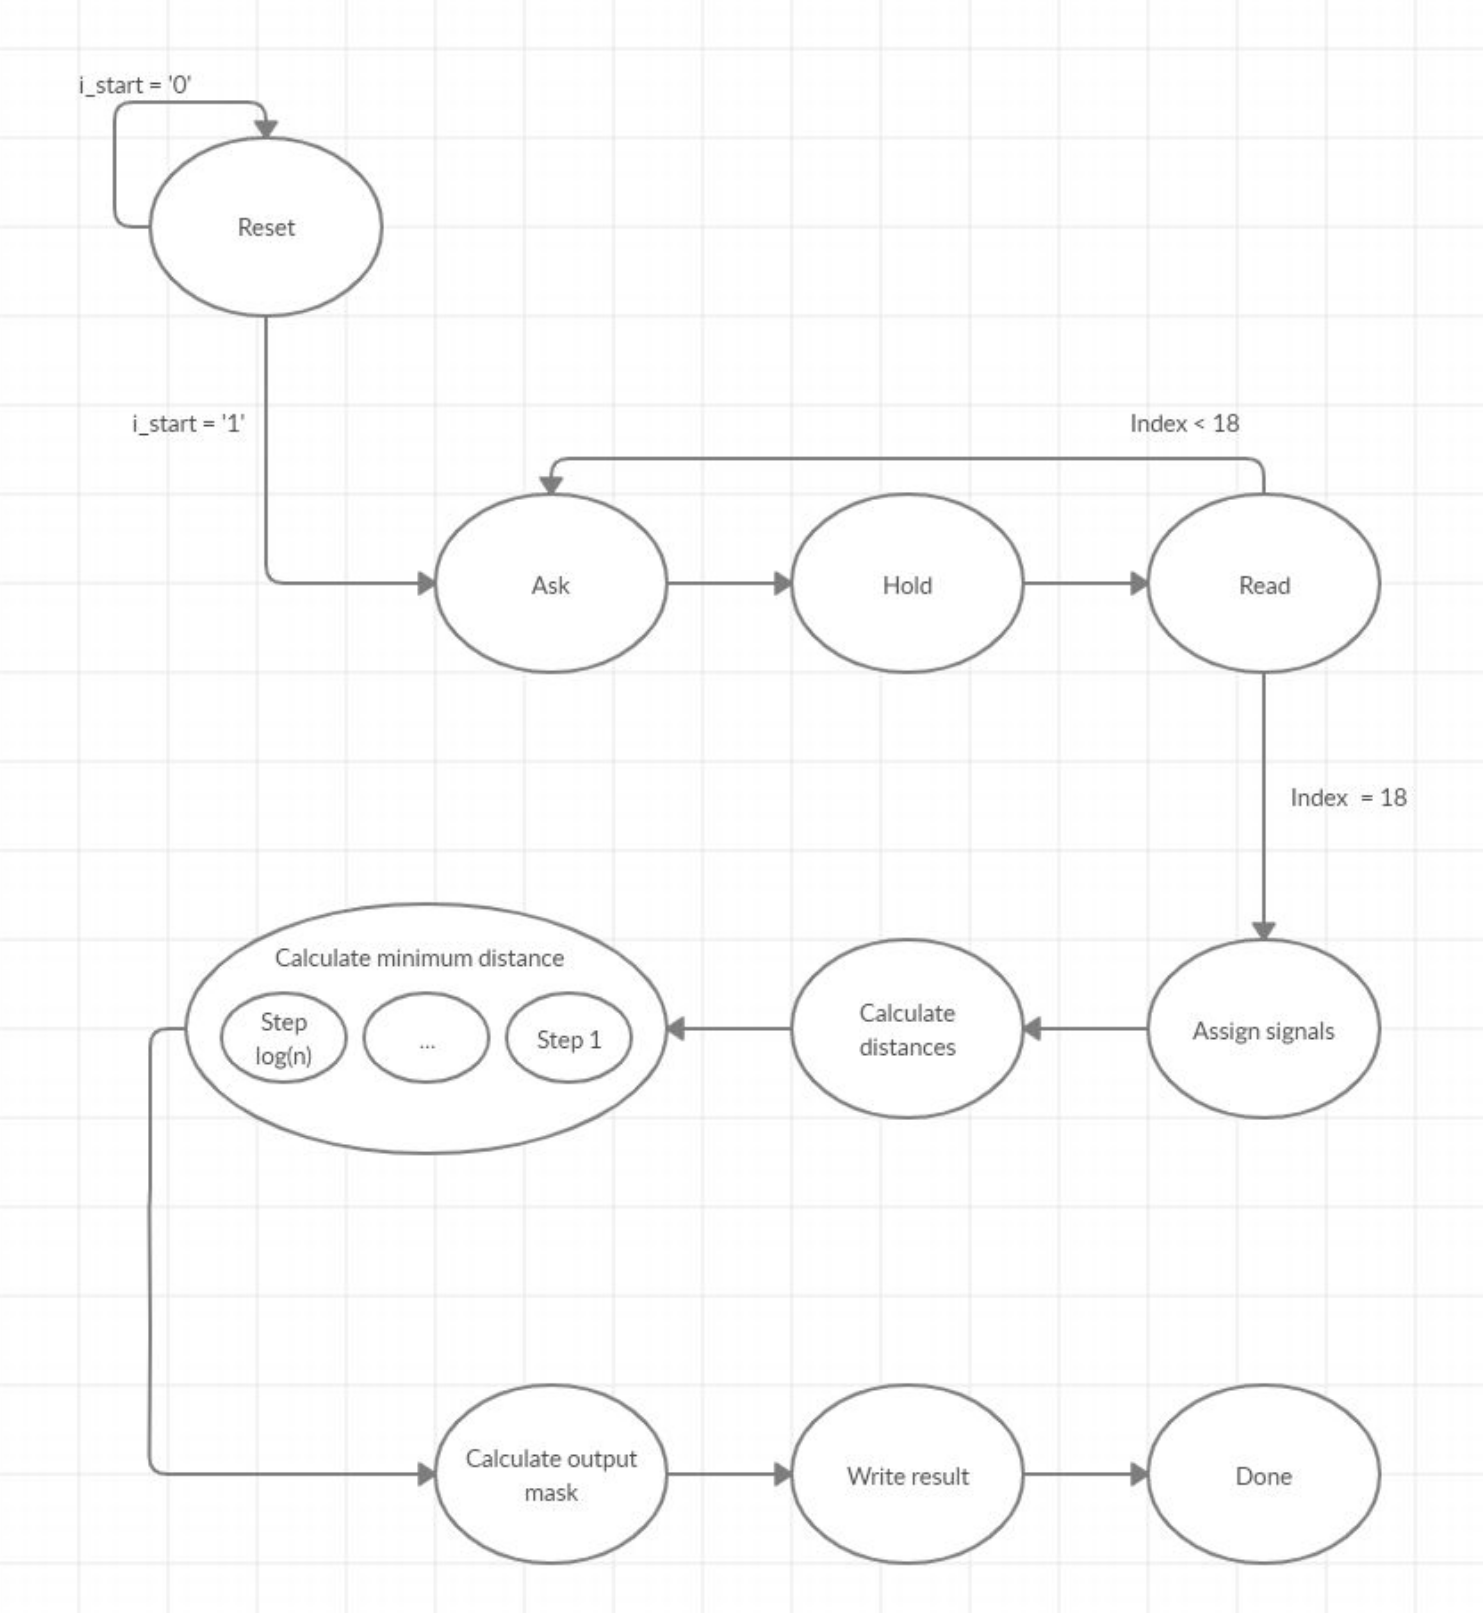 i_start = '0'
Reset
i_start = '1'
Index < 18
Ask
Hold
Read
Index  = 18
Assign signals
Calculate
distances
Calculate minimum distance
Step 1
...
Step
log(n)
Calculate output
mask
Write result
Done